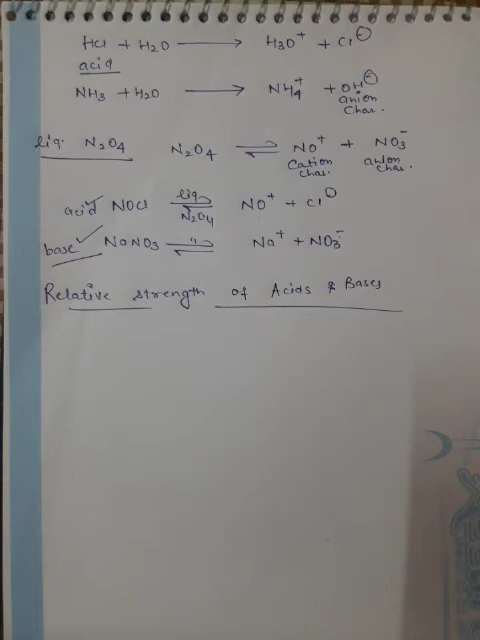 HCl + H2O ⟶ H3O⁺ + Cl⊖
acid
NH3 + H2O ⟶ NH4⁺ + OH⊖
anion
Char.
liq. N2O4 N2O4 ⇌ NO⁺ + NO3⁻
Cation anion
Char. Char.
acid ✓ NOCl liq. N2O4 ⇌ NO⁺ + Cl⊖
base ✓ NaNO3 " ⇌ Na⁺ + NO3⁻
Relative strength of Acids & Bases